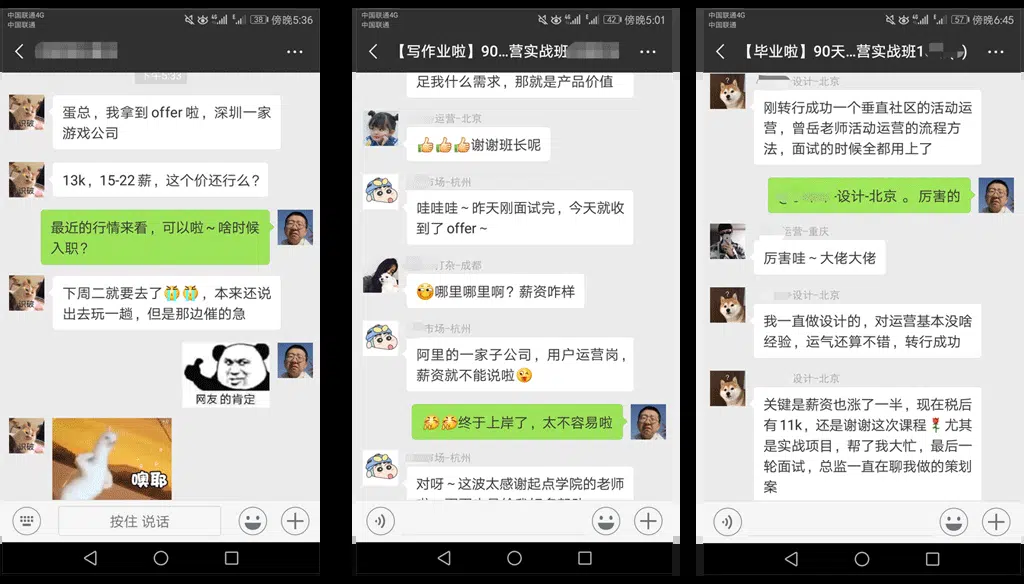 中国联通4G
中国联通
38
傍晚5:36
下午5:33
蛋总，我拿到offer啦，深圳一家
游戏公司
13k，15-22薪，这个价还行么？
最近的行情来看，可以啦～啥时候
入职？
下周二就要去了，本来还说
出去玩一趟，但是那边催的急
网友的肯定
噢耶
按住 说话
中国联通4G
中国联通
42
傍晚5:01
【写作业啦】90...营实战班
足我什么需求，那就是产品价值
运营-北京
👍👍👍谢谢班长呢
市场-杭州
哇哇哇～昨天刚面试完，今天就收
到了offer～
打杂-成都
哪里哪里啊？薪资咋样
市场-杭州
阿里的一家子公司，用户运营岗，
薪资就不能说啦
终于上岸了，太不容易啦
市场-杭州
对呀～这波太感谢起点学院的老师
中国联通4G
中国联通
57
傍晚6:45
【毕业啦】90天...营实战班1
设计-北京
刚转行成功一个垂直社区的活动运
营，曾岳老师活动运营的流程方
法，面试的时候全都用上了
-设计-北京 。厉害的
运营-重庆
厉害哇～大佬大佬
设计-北京
我一直做设计的，对运营基本没啥
经验，运气还算不错，转行成功
设计-北京
关键是薪资也涨了一半，现在税后
有11k，还是谢谢这次课程🌹尤其
是实战项目，帮了我大忙，最后一
轮面试，总监一直在聊我做的策划
案